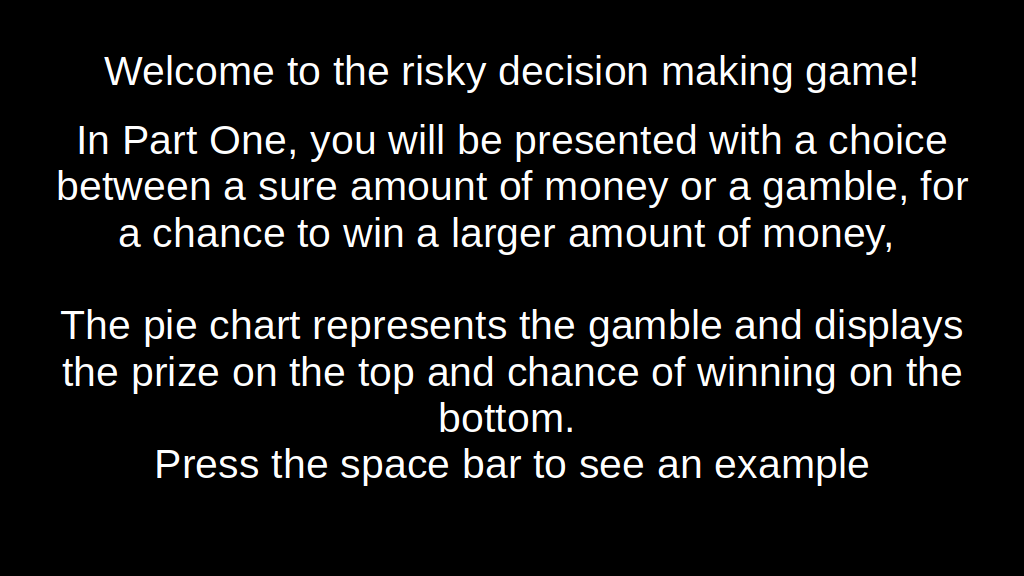 Welcome to the risky decision making game!
In Part One, you will be presented with a choice
between a sure amount of money or a gamble, for
a chance to win a larger amount of money,
The pie chart represents the gamble and displays
the prize on the top and chance of winning on the
bottom.
Press the space bar to see an example